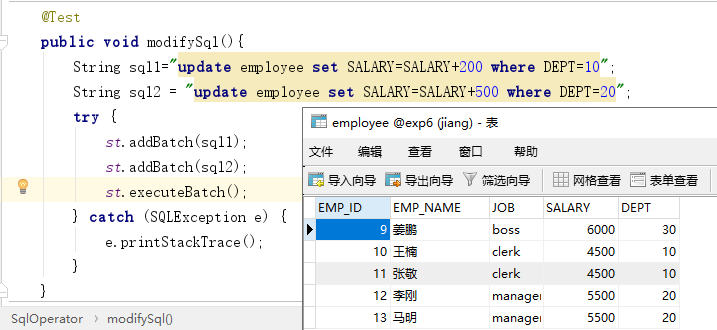 @Test
public void modifySql(){
String sql1="update employee set SALARY=SALARY+200 where DEPT=10";
String sql2 = "update employee set SALARY=SALARY+500 where DEPT=20";
try {
st.addBatch(sql1);
st.addBatch(sql2);
st.executeBatch();
} catch (SQLException e) {
e.printStackTrace();
}
}
SqlOperator › modifySql()
employee @exp6 (jiang) - 表
文件 编辑 查看 窗口 帮助
导入向导 导出向导 筛选向导 网格查看 表单查看
EMP_ID EMP_NAME JOB SALARY DEPT
9 姜鹏 boss 6000 30
10 王楠 clerk 4500 10
11 张敬 clerk 4500 10
12 李刚 manager 5500 20
13 马明 manager 5500 20